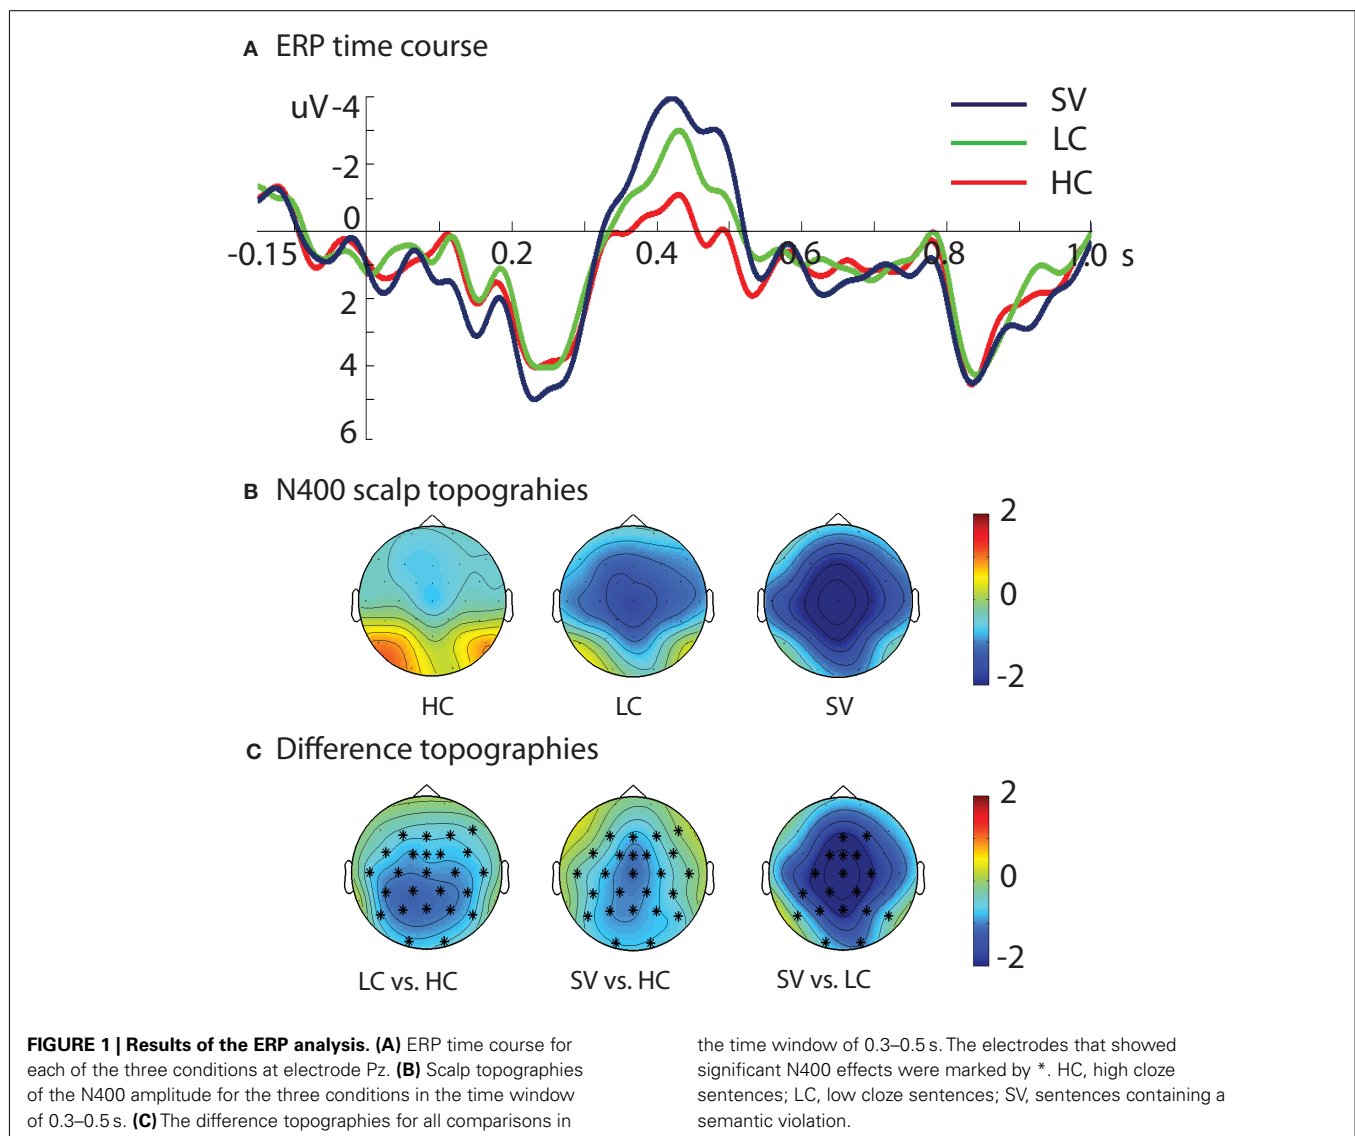 A ERP time course
uV -4
-2
0
2
4
6
-0.15 0.2 0.4 0.6 0.8 1.0 s
SV
LC
HC
B N400 scalp topograhies
HC LC SV
2
0
-2
C Difference topographies
LC vs. HC SV vs. HC SV vs. LC
2
0
-2
FIGURE 1 | Results of the ERP analysis. (A) ERP time course for
each of the three conditions at electrode Pz. (B) Scalp topographies
of the N400 amplitude for the three conditions in the time window
of 0.3–0.5 s. (C) The difference topographies for all comparisons in
the time window of 0.3–0.5 s. The electrodes that showed
significant N400 effects were marked by *. HC, high cloze
sentences; LC, low cloze sentences; SV, sentences containing a
semantic violation.